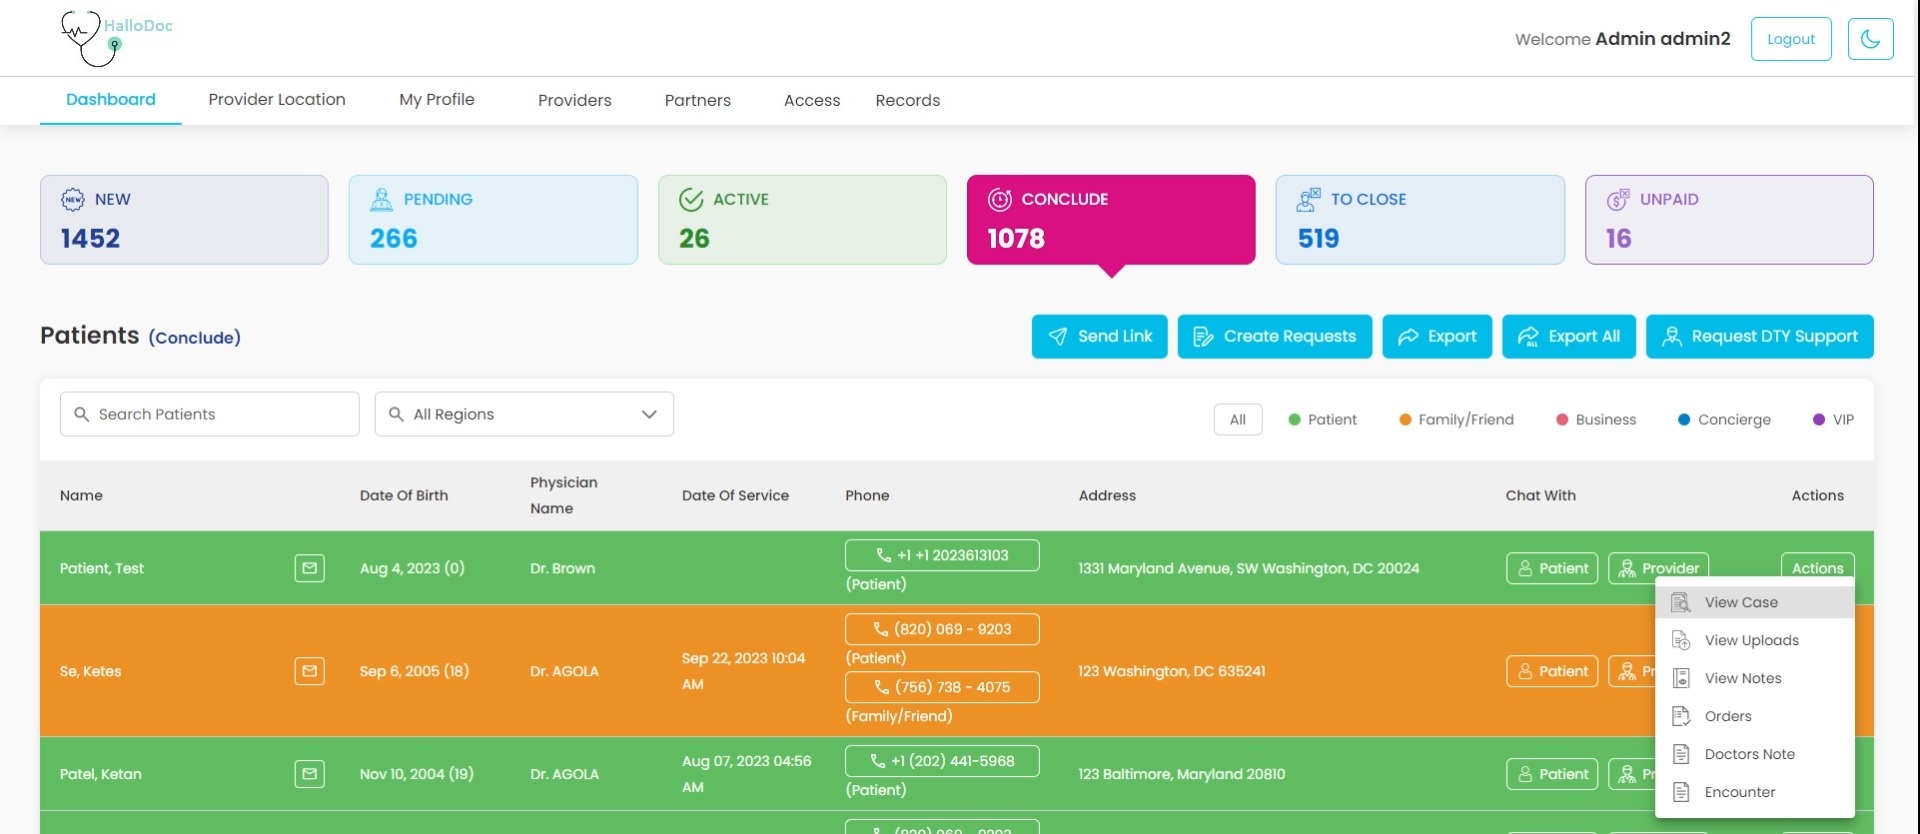 HalloDoc
Welcome Admin admin2
Logout
Dashboard
Provider Location
My Profile
Providers
Partners
Access
Records
NEW
NEW
1452
PENDING
266
ACTIVE
26
CONCLUDE
1078
TO CLOSE
519
UNPAID
16
Patients (Conclude)
Send Link
Create Requests
Export
ALL
Export All
Request DTY Support
Search Patients
All Regions
All
Patient
Family/Friend
Business
Concierge
VIP
Name
Date Of Birth
Physician
Name
Date Of Service
Phone
Address
Chat With
Actions
Patient, Test
Aug 4, 2023 (0)
Dr. Brown
+1 +1 2023613103
(Patient)
1331 Maryland Avenue, SW Washington, DC 20024
Patient
Provider
Actions
Se, Ketes
Sep 6, 2005 (18)
Dr. AGOLA
Sep 22, 2023 10:04
AM
(820) 069 - 9203
(Patient)
(756) 738 - 4075
(Family/Friend)
123 Washington, DC 635241
Patient
Patel, Ketan
Nov 10, 2004 (19)
Dr. AGOLA
Aug 07, 2023 04:56
AM
+1 (202) 441-5968
(Patient)
123 Baltimore, Maryland 20810
Patient
View Case
View Uploads
View Notes
Orders
Doctors Note
Encounter